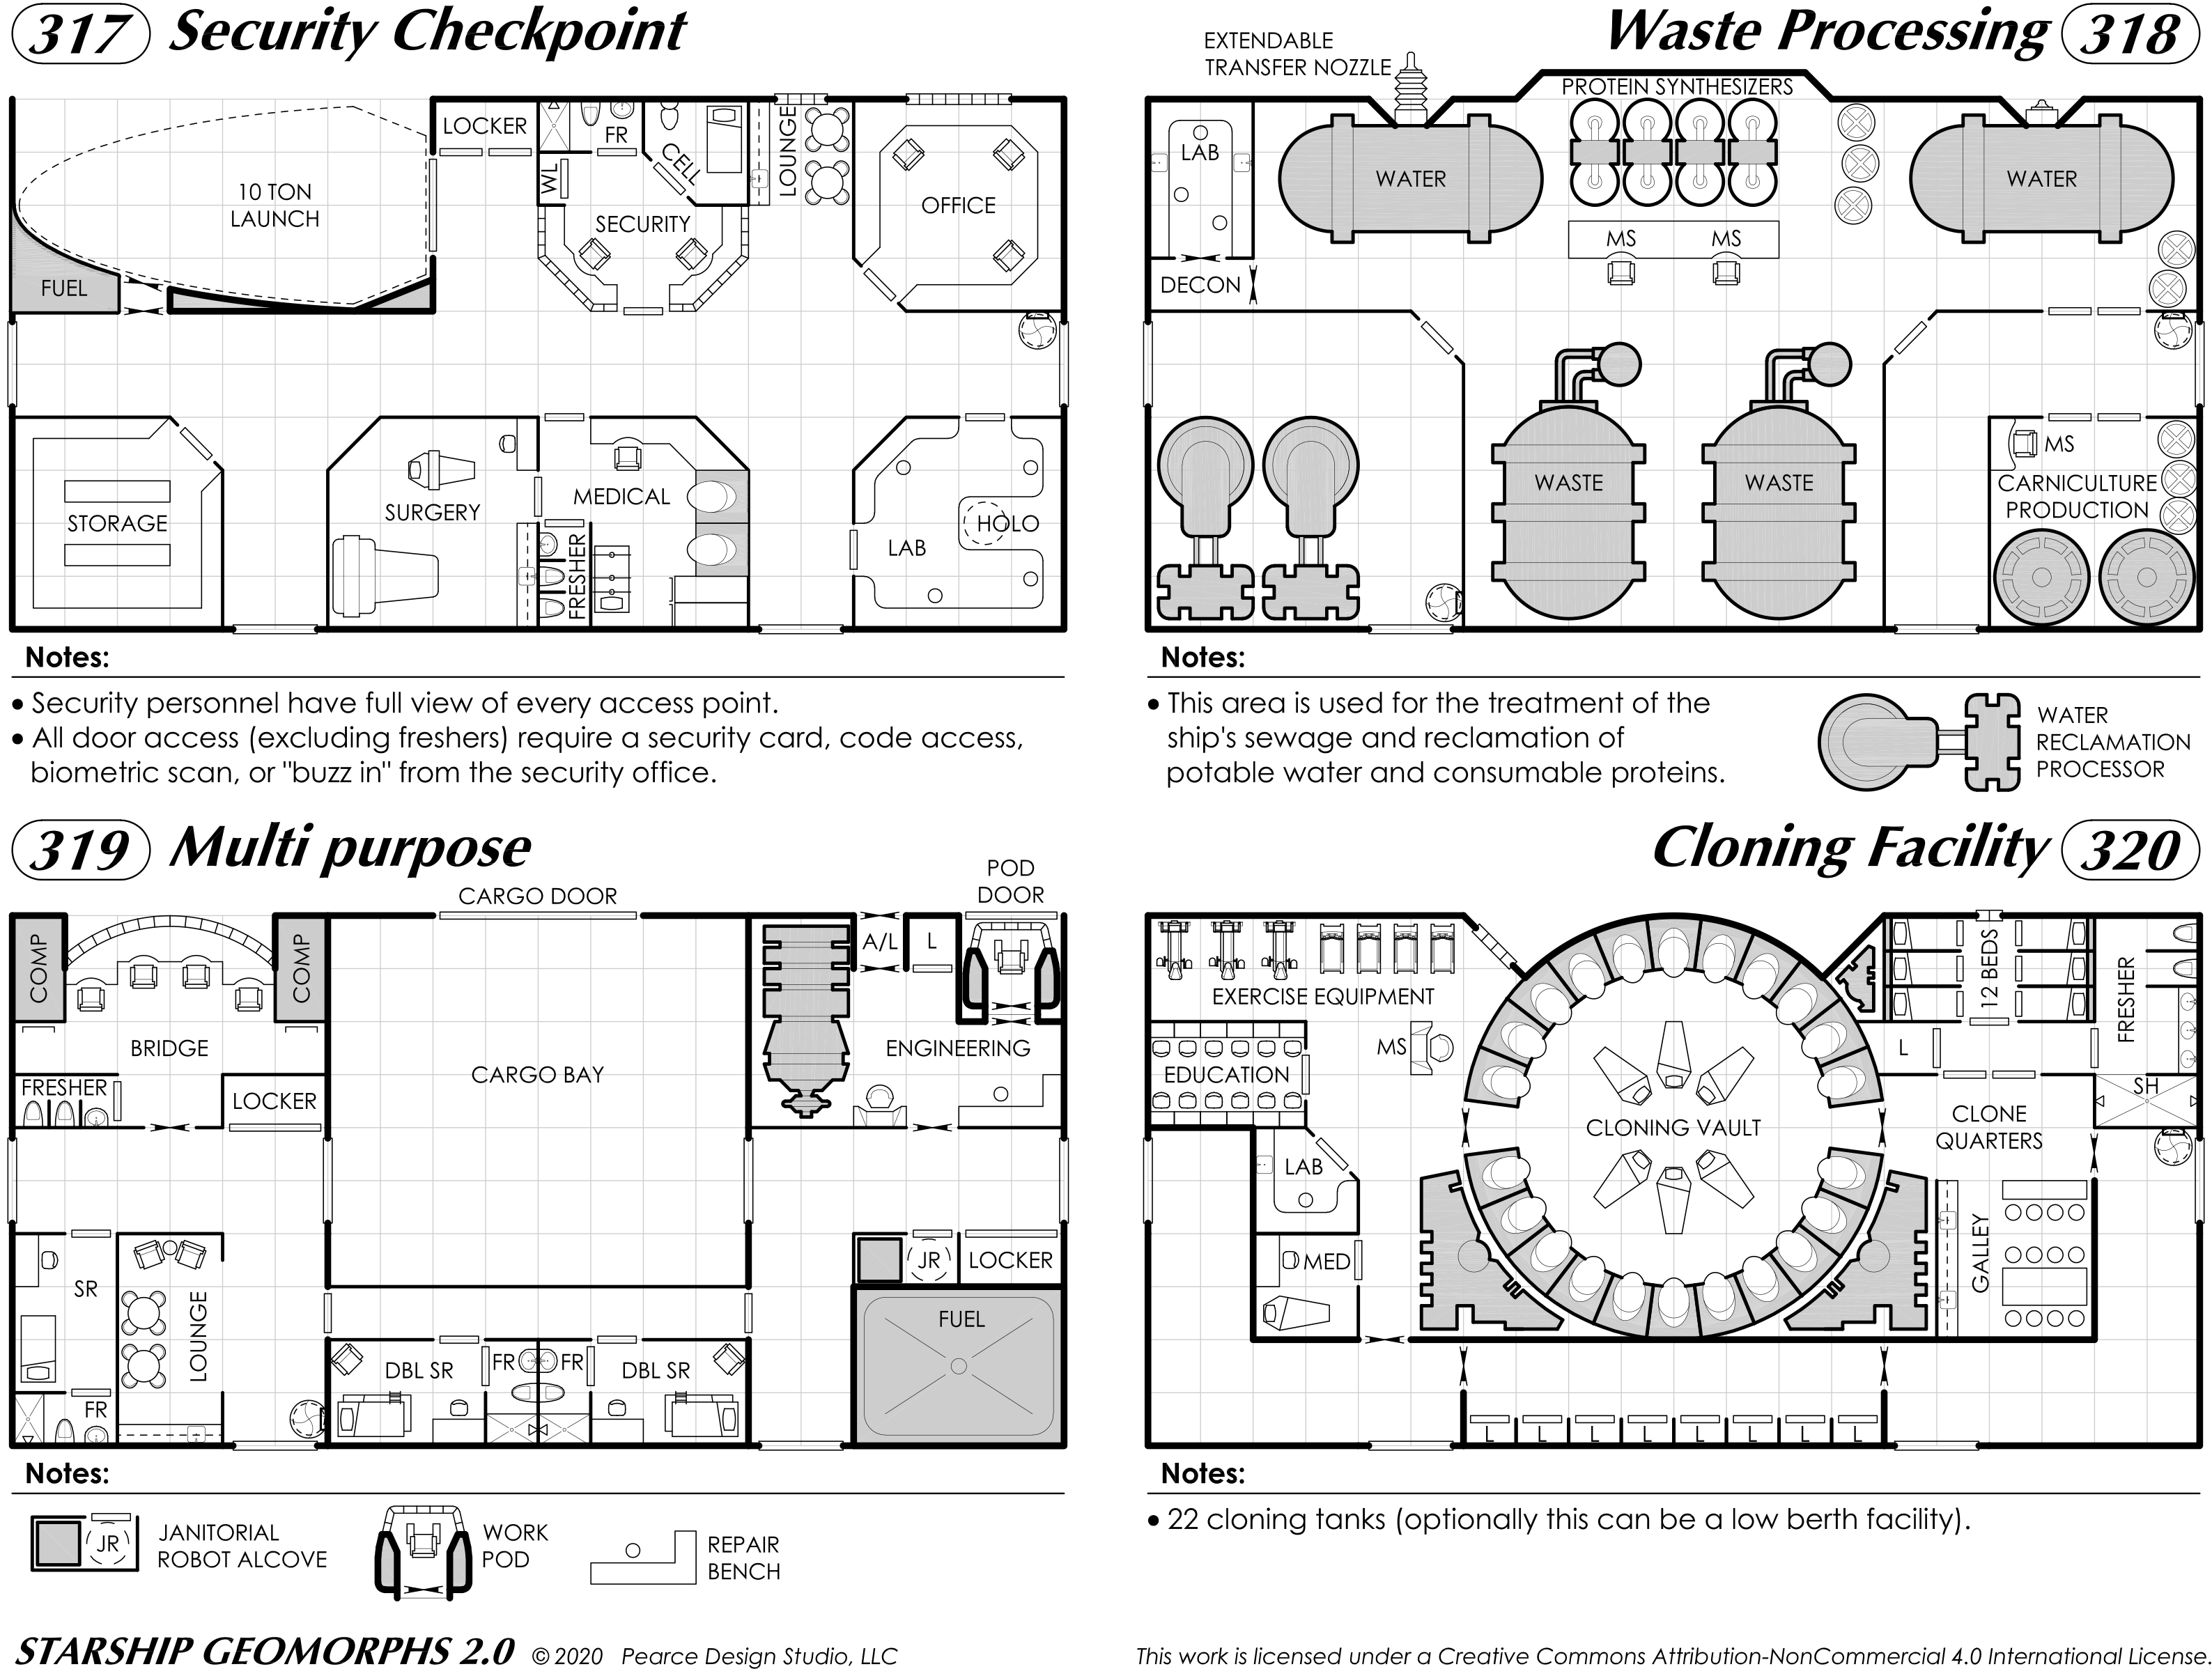 317 Security Checkpoint
10 TON
LAUNCH
FUEL
LOCKER
FR
WL
CELL
SECURITY
LOUNGE
OFFICE
STORAGE
SURGERY
MEDICAL
FRESHER
LAB
HOLO
Notes:
• Security personnel have full view of every access point.
• All door access (excluding freshers) require a security card, code access,
biometric scan, or "buzz in" from the security office.
Waste Processing 318
EXTENDABLE
TRANSFER NOZZLE
PROTEIN SYNTHESIZERS
LAB
DECON
WATER
WATER
MS
MS
WASTE
WASTE
MS
CARNICULTURE
PRODUCTION
Notes:
• This area is used for the treatment of the
ship's sewage and reclamation of
potable water and consumable proteins.
WATER
RECLAMATION
PROCESSOR
319 Multi purpose
CARGO DOOR
POD
DOOR
COMP
COMP
A/L
L
BRIDGE
CARGO BAY
ENGINEERING
FRESHER
LOCKER
SR
LOUNGE
FR
DBL SR
FR
FR
DBL SR
JR
LOCKER
FUEL
Notes:
JR
JANITORIAL
ROBOT ALCOVE
WORK
POD
REPAIR
BENCH
Cloning Facility 320
EXERCISE EQUIPMENT
12 BEDS
FRESHER
MS
L
EDUCATION
SH
CLONING VAULT
CLONE
QUARTERS
LAB
MED
GALLEY
L
L
L
L
L
L
L
L
Notes:
• 22 cloning tanks (optionally this can be a low berth facility).
STARSHIP GEOMORPHS 2.0 © 2020 Pearce Design Studio, LLC
This work is licensed under a Creative Commons Attribution-NonCommercial 4.0 International License.